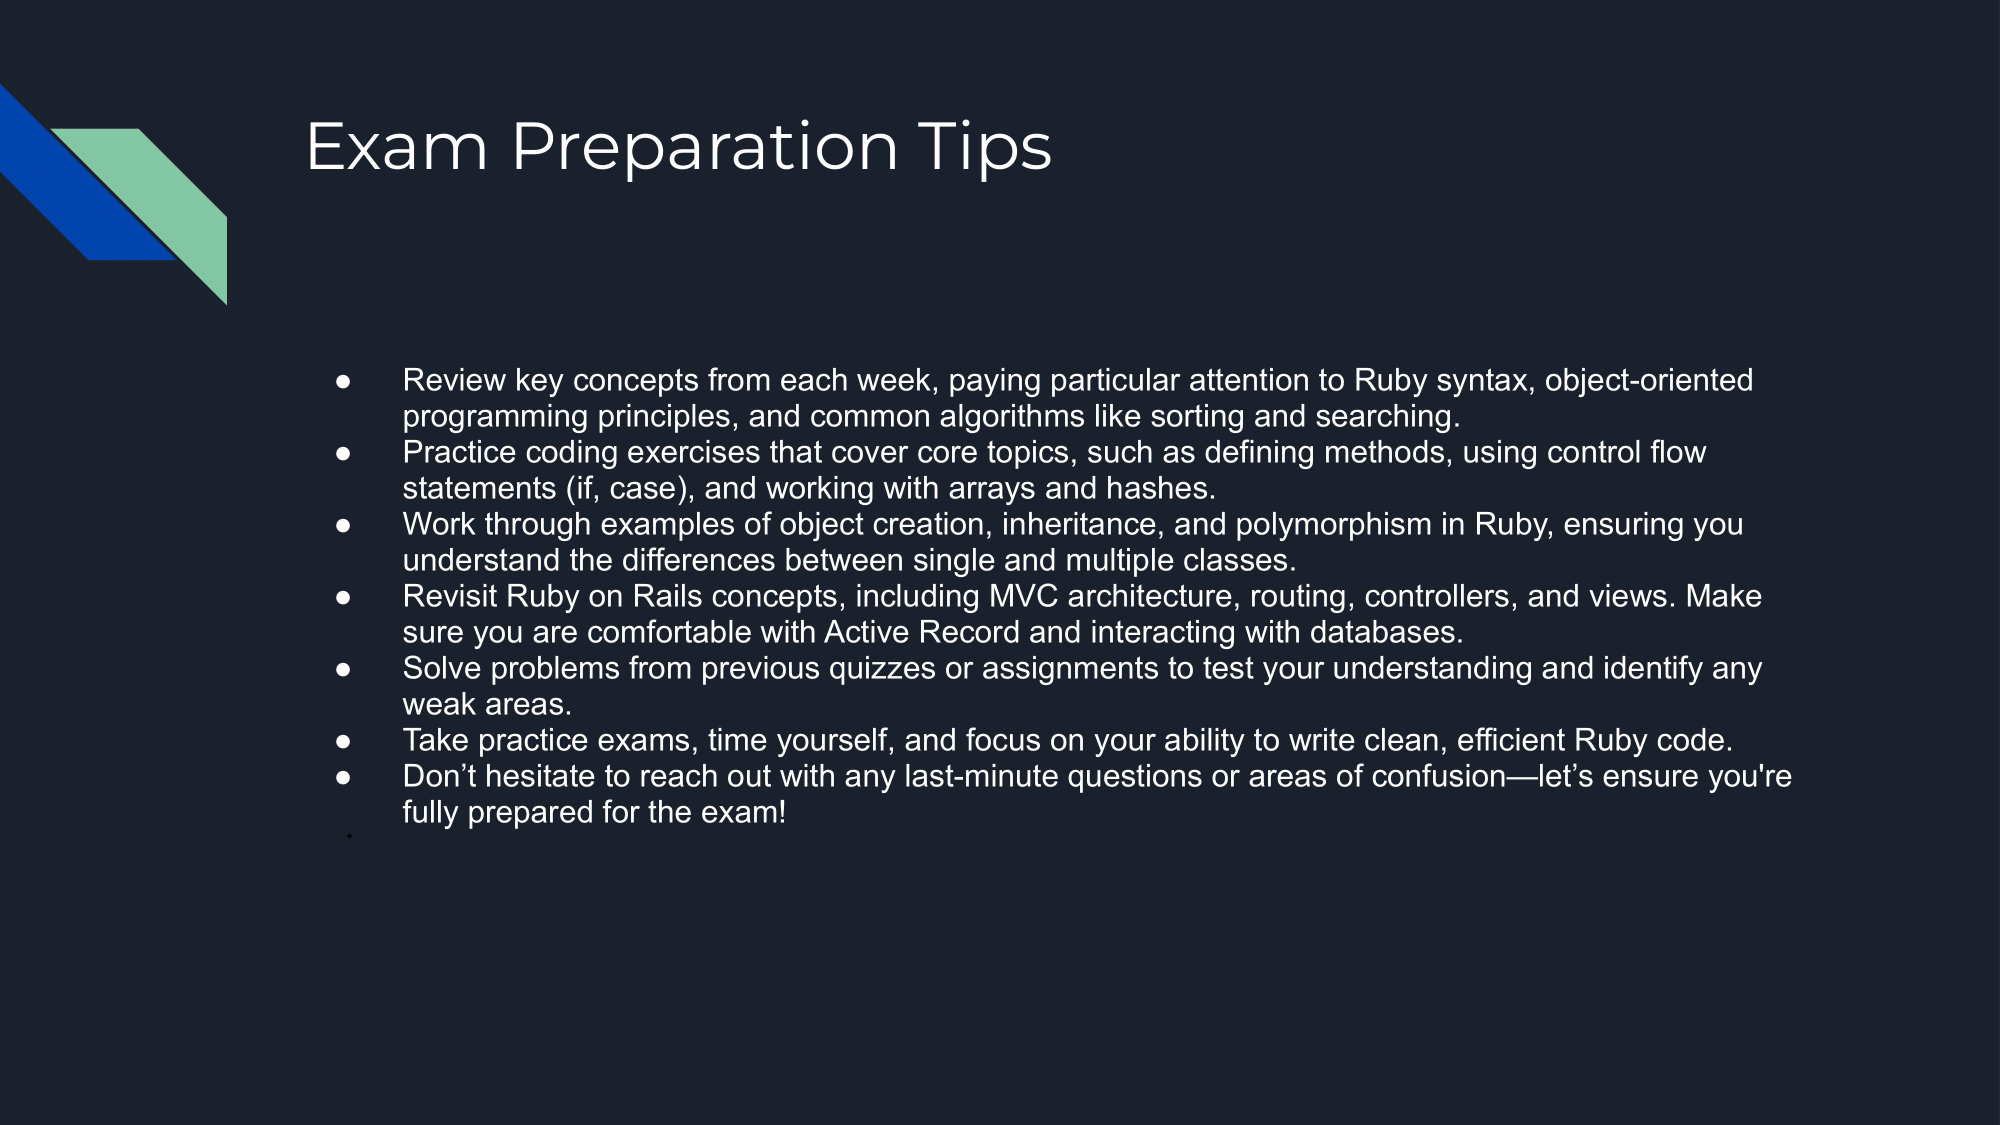 Exam Preparation Tips
● Review key concepts from each week, paying particular attention to Ruby syntax, object-oriented
programming principles, and common algorithms like sorting and searching.
● Practice coding exercises that cover core topics, such as defining methods, using control flow
statements (if, case), and working with arrays and hashes.
● Work through examples of object creation, inheritance, and polymorphism in Ruby, ensuring you
understand the differences between single and multiple classes.
● Revisit Ruby on Rails concepts, including MVC architecture, routing, controllers, and views. Make
sure you are comfortable with Active Record and interacting with databases.
● Solve problems from previous quizzes or assignments to test your understanding and identify any
weak areas.
● Take practice exams, time yourself, and focus on your ability to write clean, efficient Ruby code.
● Don’t hesitate to reach out with any last-minute questions or areas of confusion—let’s ensure you're
fully prepared for the exam!